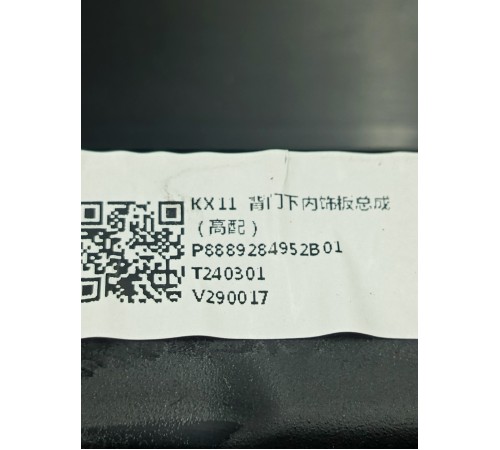 KX11 背门下内饰板总成
（高配）
P8889284952B01
T240301
V290017